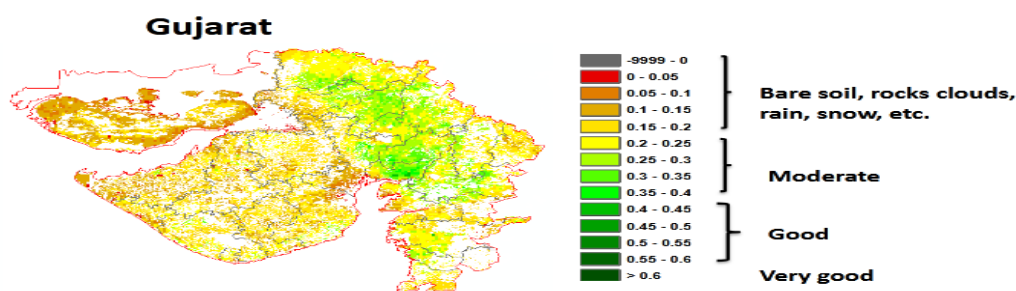 Gujarat
-9999 - 0
0 - 0.05
0.05 - 0.1
0.1 - 0.15
0.15 - 0.2
0.2 - 0.25
0.25 - 0.3
0.3 - 0.35
0.35 - 0.4
0.4 - 0.45
0.45 - 0.5
0.5 - 0.55
0.55 - 0.6
> 0.6
Bare soil, rocks clouds,
rain, snow, etc.
Moderate
Good
Very good